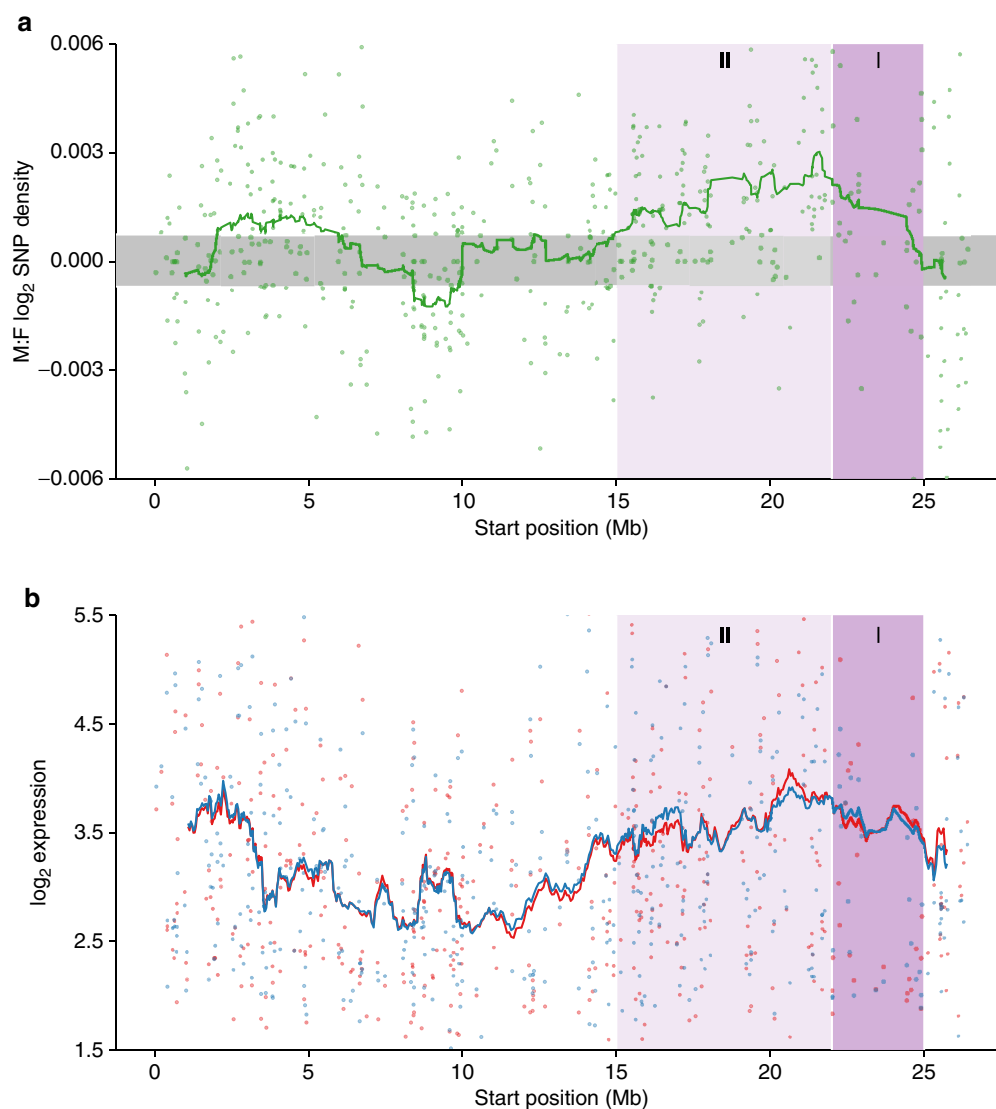 a
M:F log₂ SNP density
0.006
0.003
0.000
−0.003
−0.006
II
I
0
5
10
15
20
25
Start position (Mb)
b
log₂ expression
5.5
4.5
3.5
2.5
1.5
II
I
0
5
10
15
20
25
Start position (Mb)